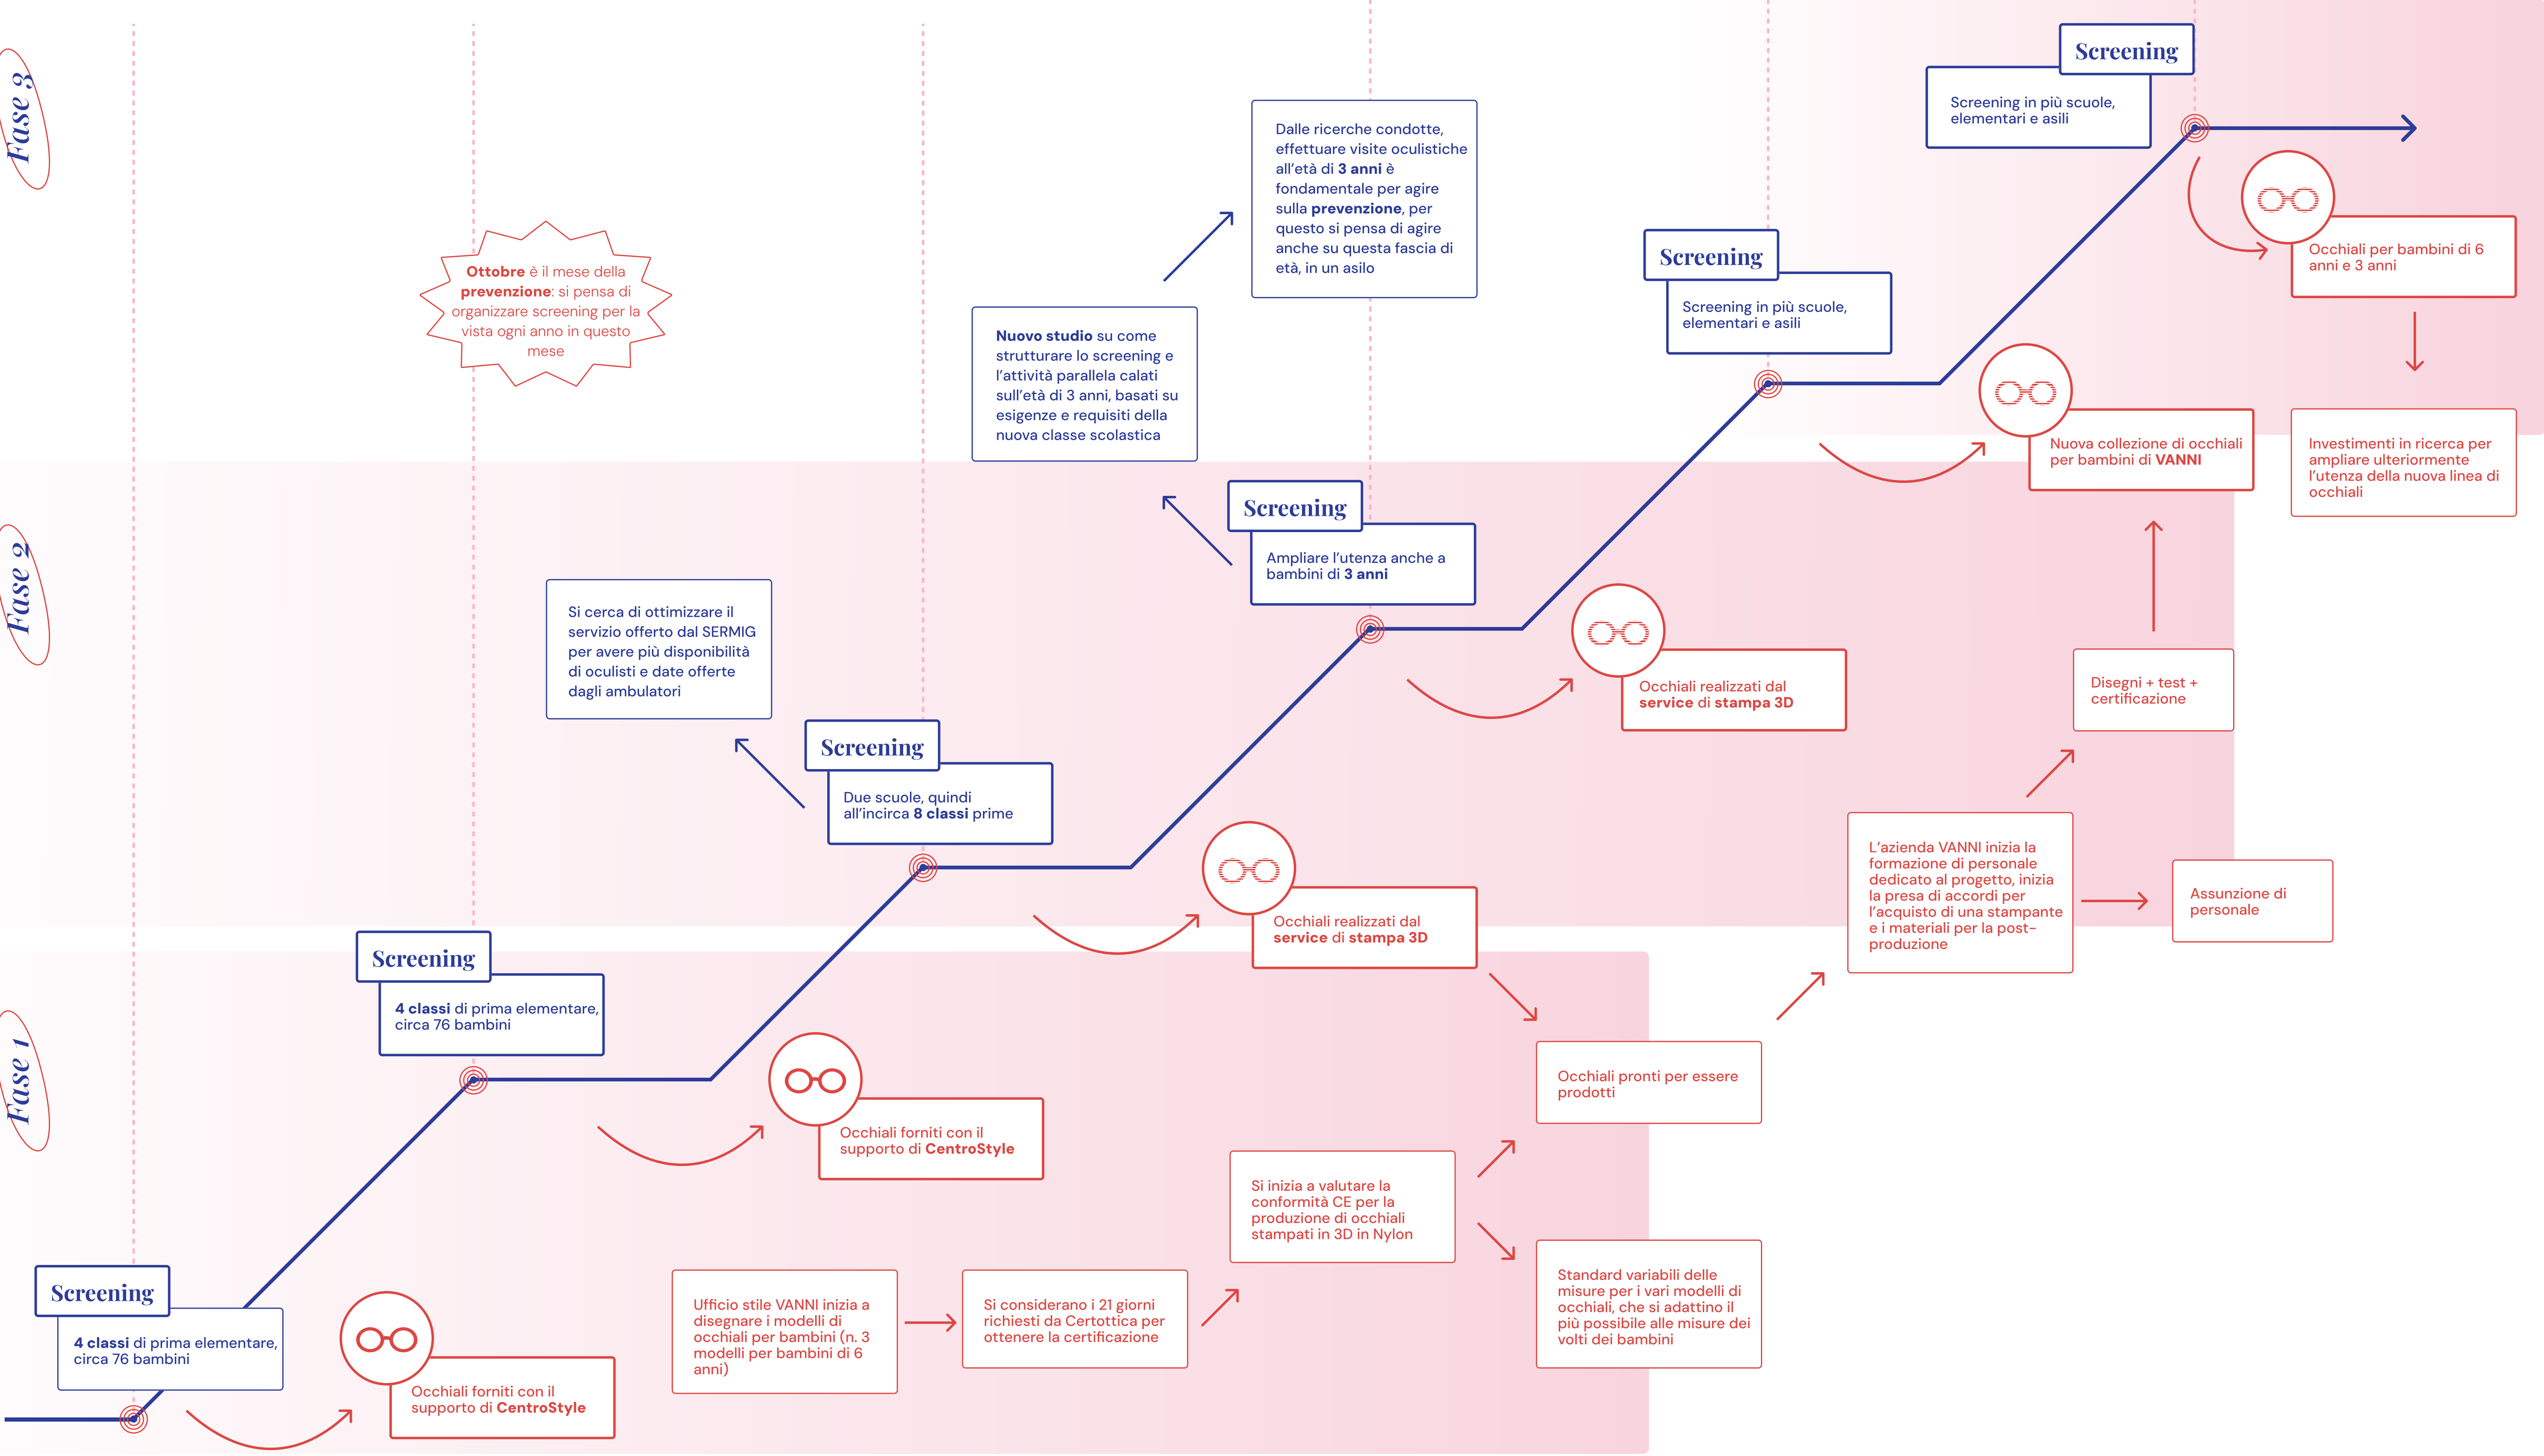 Fase 3
Screening
Screening in più scuole,
elementari e asili
Occhiali per bambini di 6
anni e 3 anni
Investimenti in ricerca per
ampliare ulteriormente
l'utenza della nuova linea di
occhiali
Dalle ricerche condotte,
effettuare visite oculistiche
all'età di 3 anni è
fondamentale per agire
sulla prevenzione, per
questo si pensa di agire
anche su questa fascia di
età, in un asilo
Screening
Screening in più scuole,
elementari e asili
Nuova collezione di occhiali
per bambini di VANNI
Ottobre è il mese della
prevenzione: si pensa di
organizzare screening per la
vista ogni anno in questo
mese
Nuovo studio su come
strutturare lo screening e
l'attività parallela calati
sull'età di 3 anni, basati su
esigenze e requisiti della
nuova classe scolastica
Fase 2
Screening
Ampliare l'utenza anche a
bambini di 3 anni
Occhiali realizzati dal
service di stampa 3D
Disegni + test +
certificazione
Si cerca di ottimizzare il
servizio offerto dal SERMIG
per avere più disponibilità
di oculisti e date offerte
dagli ambulatori
Screening
Due scuole, quindi
all'incirca 8 classi prime
Occhiali realizzati dal
service di stampa 3D
L'azienda VANNI inizia la
formazione di personale
dedicato al progetto, inizia
la presa di accordi per
l'acquisto di una stampante
e i materiali per la post-
produzione
Assunzione di
personale
Fase 1
Screening
4 classi di prima elementare,
circa 76 bambini
Occhiali forniti con il
supporto di CentroStyle
Occhiali pronti per essere
prodotti
Si inizia a valutare la
conformità CE per la
produzione di occhiali
stampati in 3D in Nylon
Standard variabili delle
misure per i vari modelli di
occhiali, che si adattino il
più possibile alle misure dei
volti dei bambini
Screening
4 classi di prima elementare,
circa 76 bambini
Occhiali forniti con il
supporto di CentroStyle
Ufficio stile VANNI inizia a
disegnare i modelli di
occhiali per bambini (n. 3
modelli per bambini di 6
anni)
Si considerano i 21 giorni
richiesti da Certottica per
ottenere la certificazione